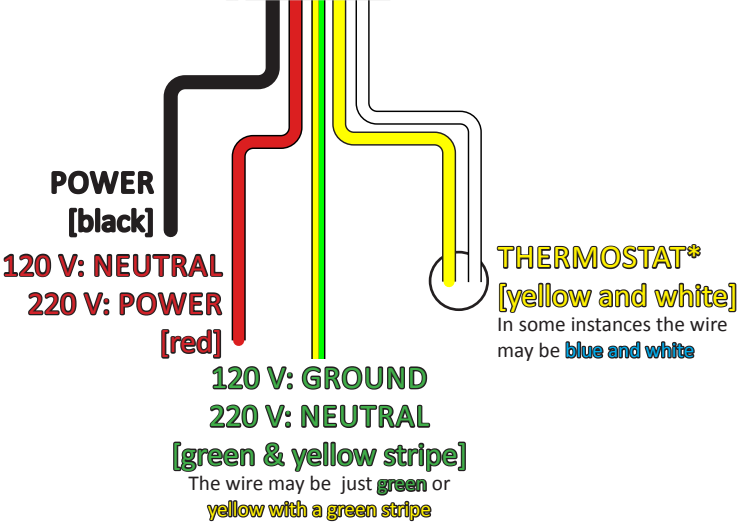 POWER
[black]
120 V: NEUTRAL
220 V: POWER
[red]
THERMOSTAT*
[yellow and white]
In some instances the wire
may be blue and white
120 V: GROUND
220 V: NEUTRAL
[green & yellow stripe]
The wire may be just green or
yellow with a green stripe